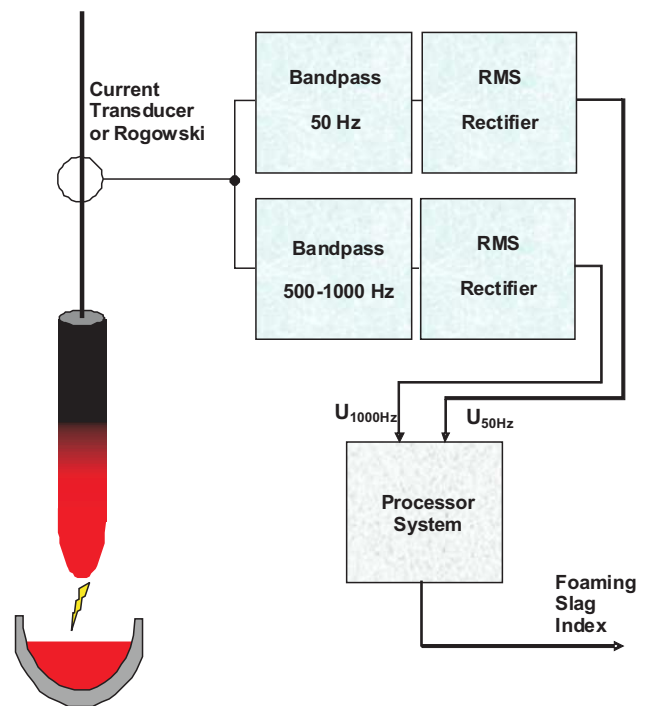 Current
Transducer
or Rogowski
Bandpass
50 Hz
RMS
Rectifier
Bandpass
500-1000 Hz
RMS
Rectifier
U1000Hz
U50Hz
Processor
System
Foaming
Slag
Index